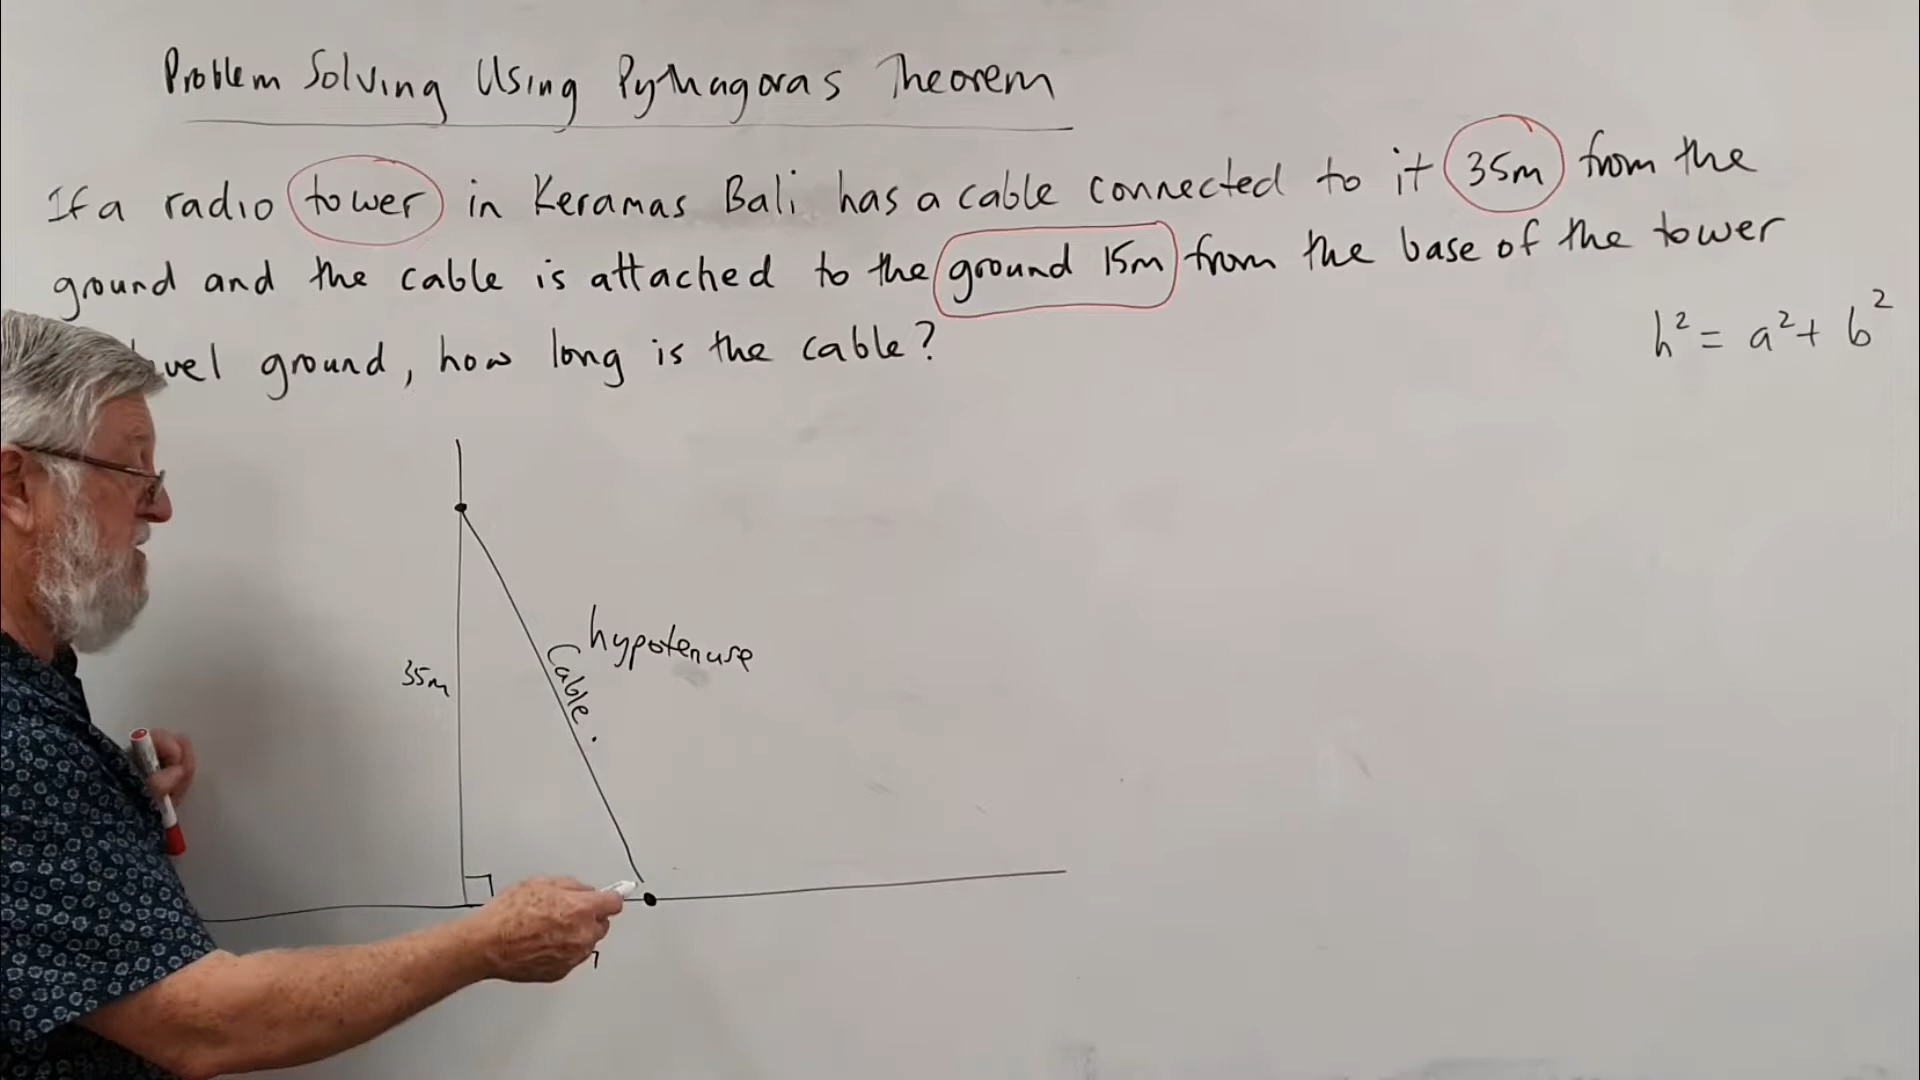 Problem Solving Using Pythagoras Theorem
If a radio tower in Keramas Bali has a cable connected to it 35m from the
ground and the cable is attached to the ground 15m from the base of the tower
ground, how long is the cable?
h² = a² + b²
hypotenuse
Cable.
35m